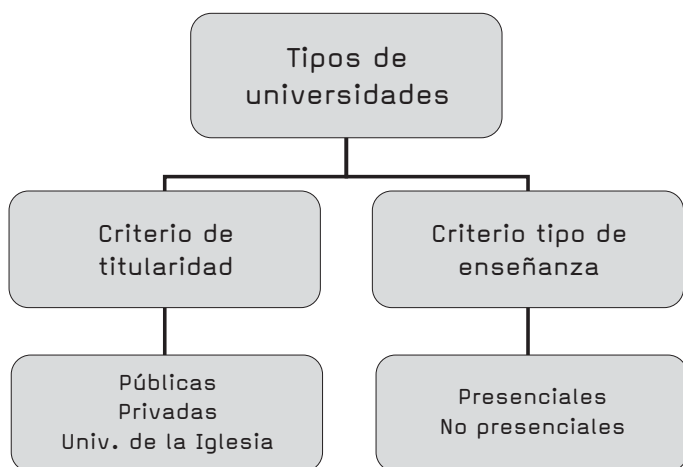 Tipos de
universidades
Criterio de
titularidad
Criterio tipo de
enseñanza
Públicas
Privadas
Univ. de la Iglesia
Presenciales
No presenciales